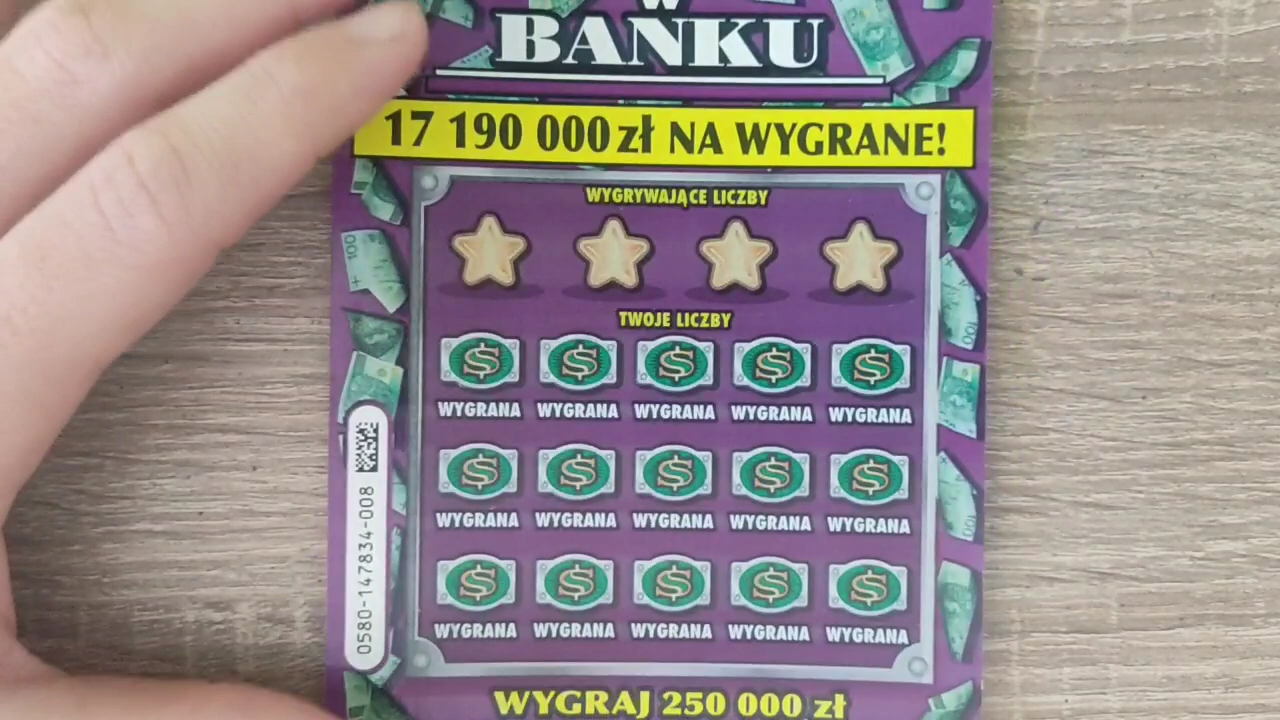 W
BANKU
17 190 000 zł NA WYGRANE!
WYGRYWAJĄCE LICZBY
TWOJE LICZBY
$ $ $ $ $
WYGRANA WYGRANA WYGRANA WYGRANA WYGRANA
$ $ $ $ $
WYGRANA WYGRANA WYGRANA WYGRANA WYGRANA
$ $ $ $ $
WYGRANA WYGRANA WYGRANA WYGRANA WYGRANA
0580-147834-008
WYGRAJ 250 000 zł